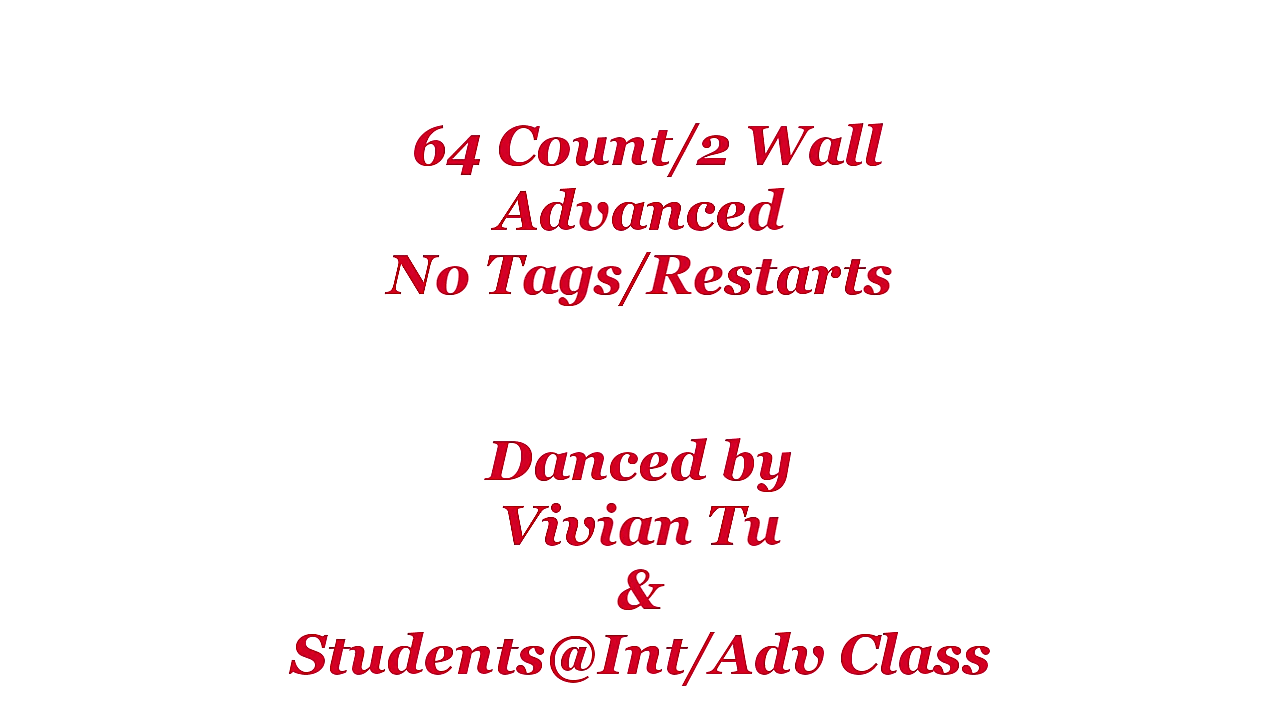 64 Count/2 Wall
Advanced
No Tags/Restarts
Danced by
Vivian Tu
&
Students@Int/Adv Class